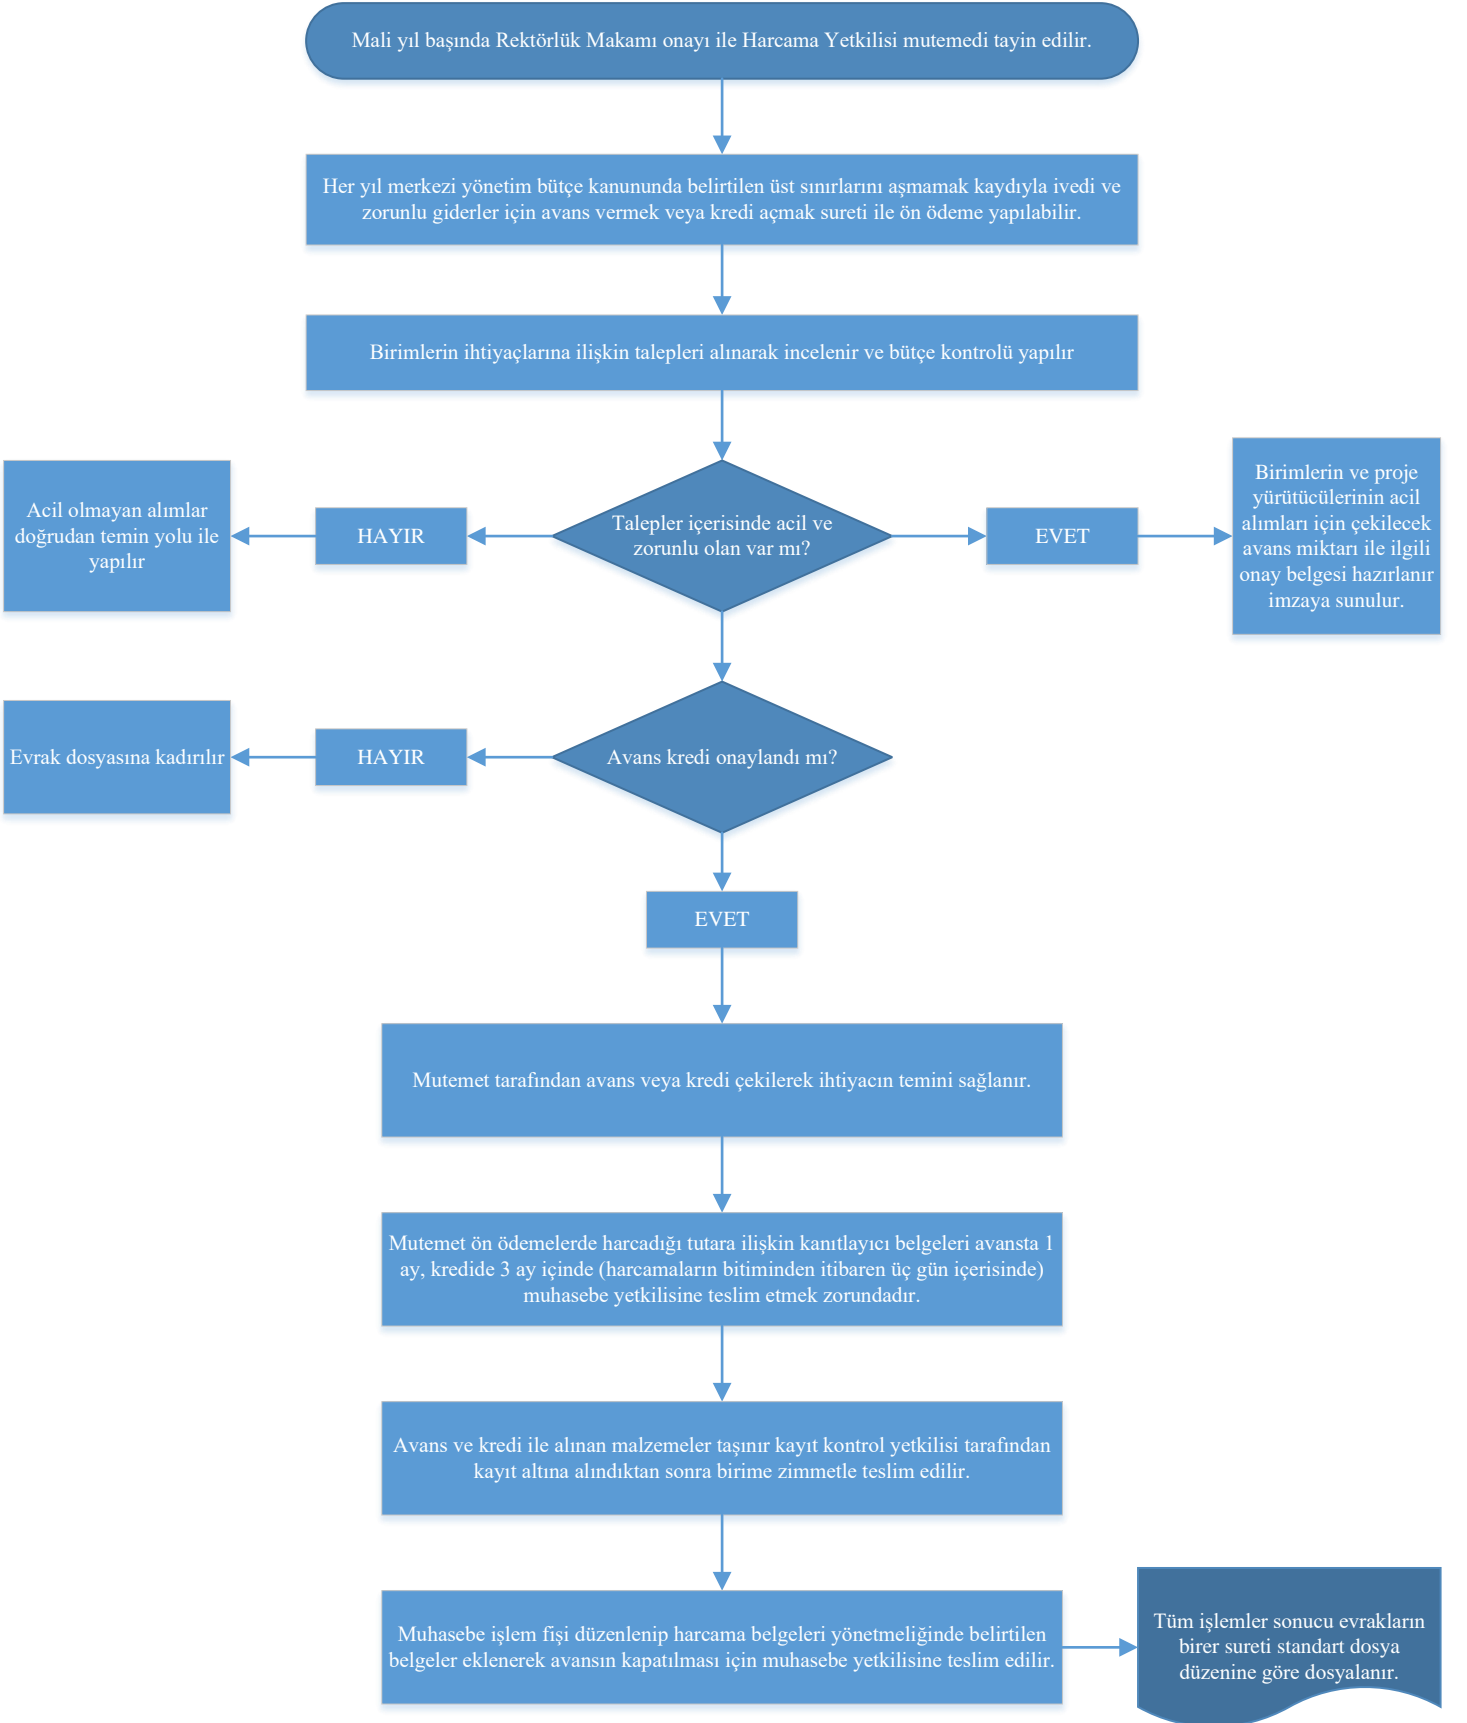 Mali yıl başında Rektörlük Makamı onayı ile Harcama Yetkilisi mutemedi tayin edilir.
Her yıl merkezi yönetim bütçe kanununda belirtilen üst sınırlarını aşmamak kaydıyla ivedi ve
zorunlu giderler için avans vermek veya kredi açmak sureti ile ön ödeme yapılabilir.
Birimlerin ihtiyaçlarına ilişkin talepleri alınarak incelenir ve bütçe kontrolü yapılır
Acil olmayan alımlar
doğrudan temin yolu ile
yapılır
HAYIR
Talepler içerisinde acil ve
zorunlu olan var mı?
EVET
Birimlerin ve proje
yürütücülerinin acil
alımları için çekilecek
avans miktarı ile ilgili
onay belgesi hazırlanır
imzaya sunulur.
Evrak dosyasına kadırılır
HAYIR
Avans kredi onaylandı mı?
EVET
Mutemet tarafından avans veya kredi çekilerek ihtiyacın temini sağlanır.
Mutemet ön ödemelerde harcadığı tutara ilişkin kanıtlayıcı belgeleri avansta 1
ay, kredide 3 ay içinde (harcamaların bitiminden itibaren üç gün içerisinde)
muhasebe yetkilisine teslim etmek zorundadır.
Avans ve kredi ile alınan malzemeler taşınır kayıt kontrol yetkilisi tarafından
kayıt altına alındıktan sonra birime zimmetle teslim edilir.
Muhasebe işlem fişi düzenlenip harcama belgeleri yönetmeliğinde belirtilen
belgeler eklenerek avansın kapatılması için muhasebe yetkilisine teslim edilir.
Tüm işlemler sonucu evrakların
birer sureti standart dosya
düzenine göre dosyalanır.